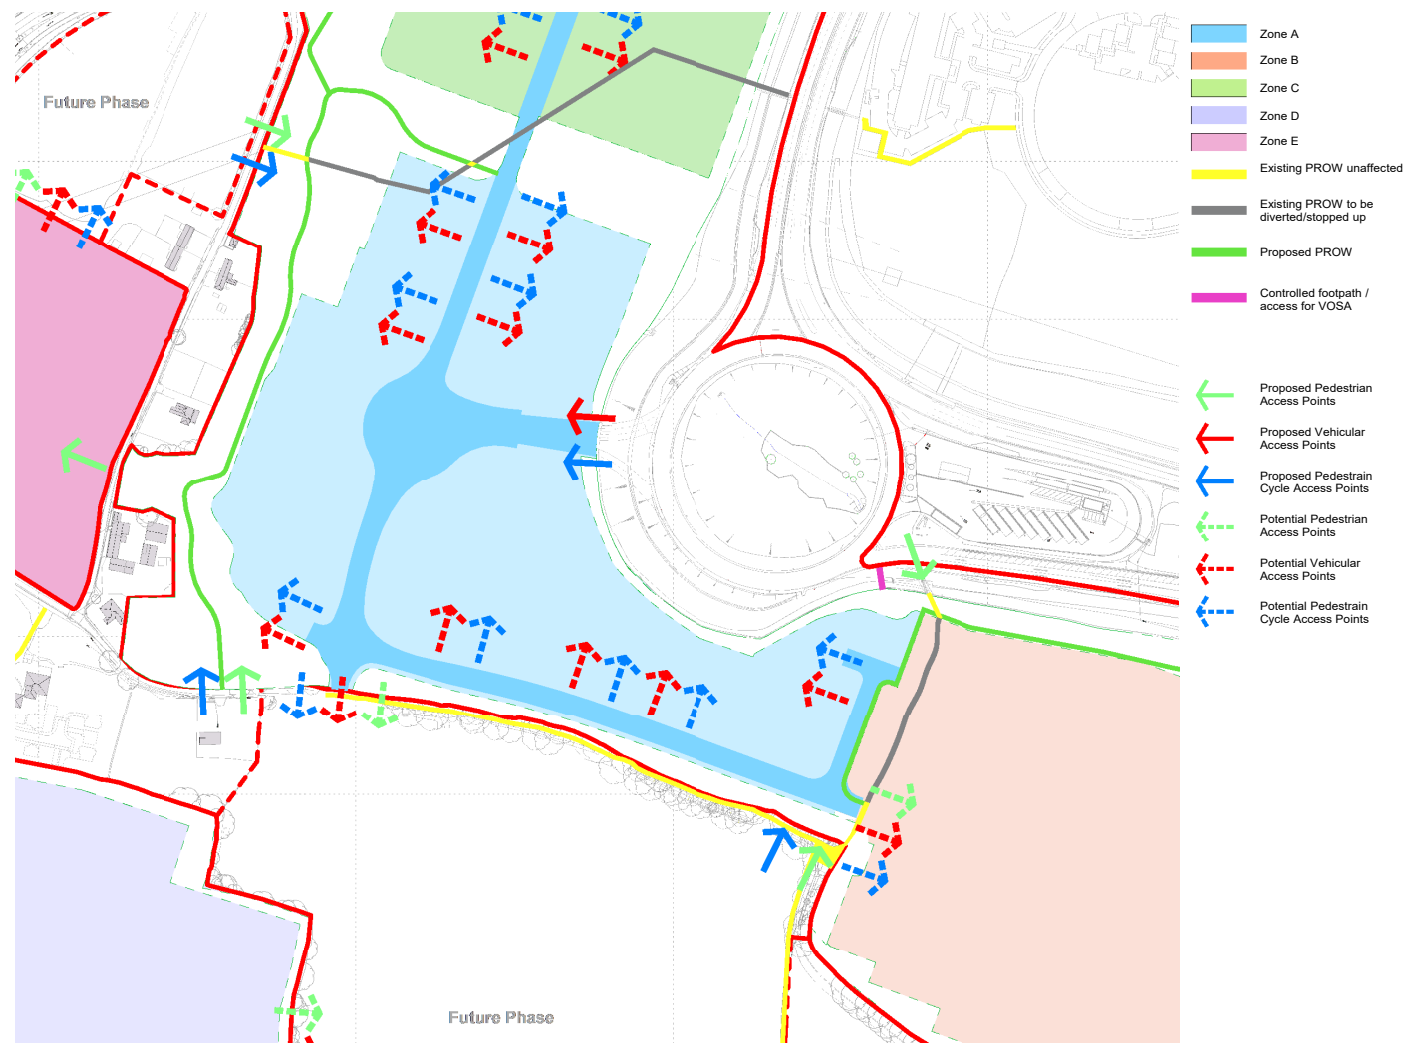 Future Phase
Future Phase
Zone A
Zone B
Zone C
Zone D
Zone E
Existing PROW unaffected
Existing PROW to be
diverted/stopped up
Proposed PROW
Controlled footpath /
access for VOSA
Proposed Pedestrian
Access Points
Proposed Vehicular
Access Points
Proposed Pedestrain
Cycle Access Points
Potential Pedestrian
Access Points
Potential Vehicular
Access Points
Potential Pedestrain
Cycle Access Points